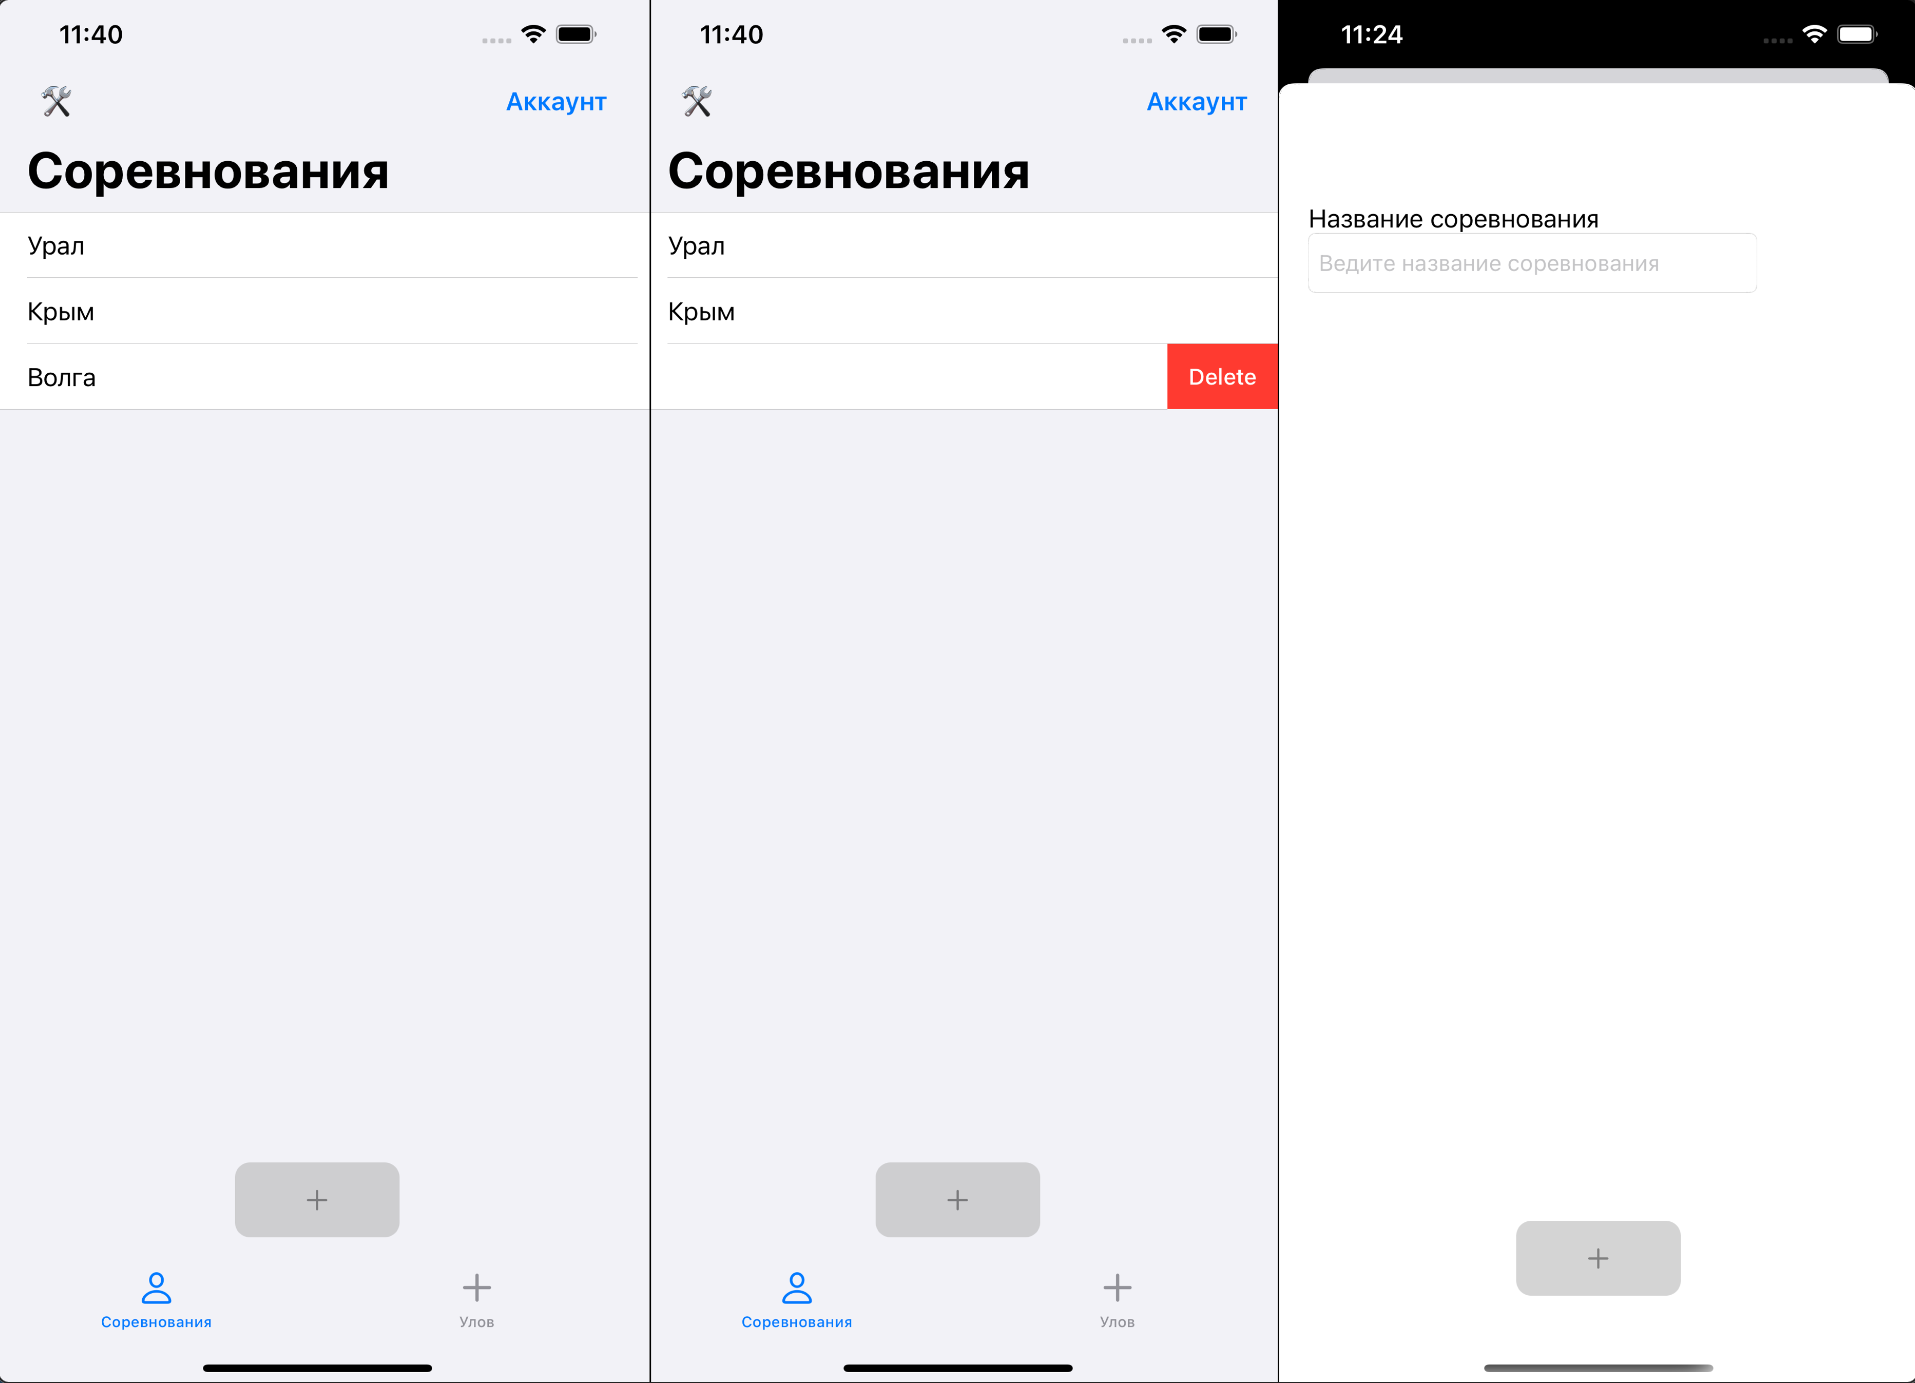 11:40
Аккаунт
Соревнования
Урал
Крым
Волга
+
Соревнования
Улов
11:40
Аккаунт
Соревнования
Урал
Крым
Delete
+
Соревнования
Улов
11:24
Название соревнования
Ведите название соревнования
+